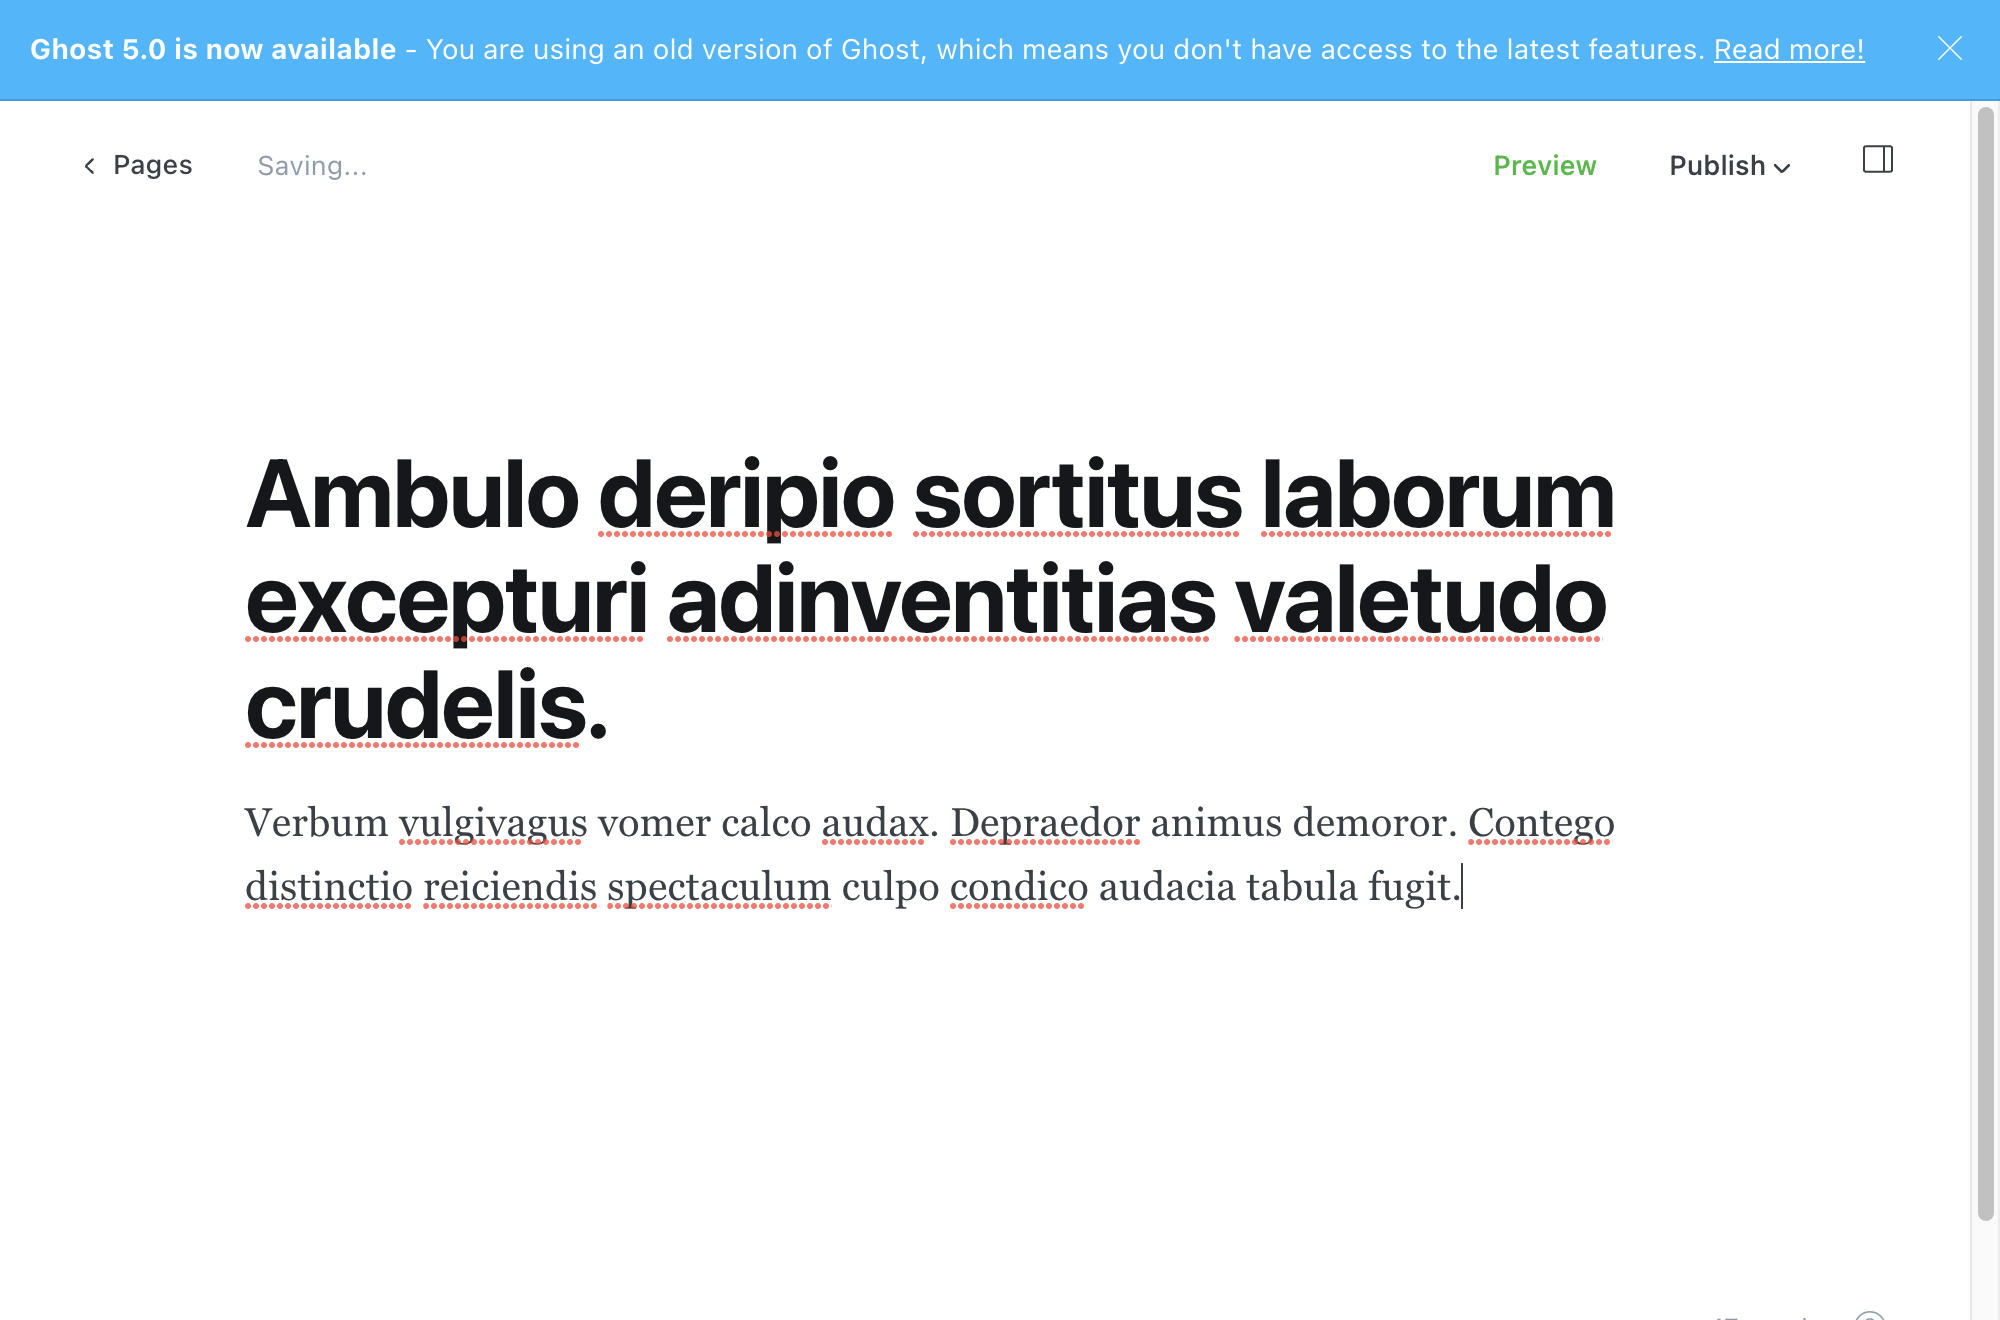 Ghost 5.0 is now available - You are using an old version of Ghost, which means you don't have access to the latest features. Read more!
Pages
Saving...
Preview
Publish
Ambulo deripio sortitus laborum
excepturi adinventitias valetudo
crudelis.
Verbum vulgivagus vomer calco audax. Depraedor animus demoror. Contego
distinctio reiciendis spectaculum culpo condico audacia tabula fugit.